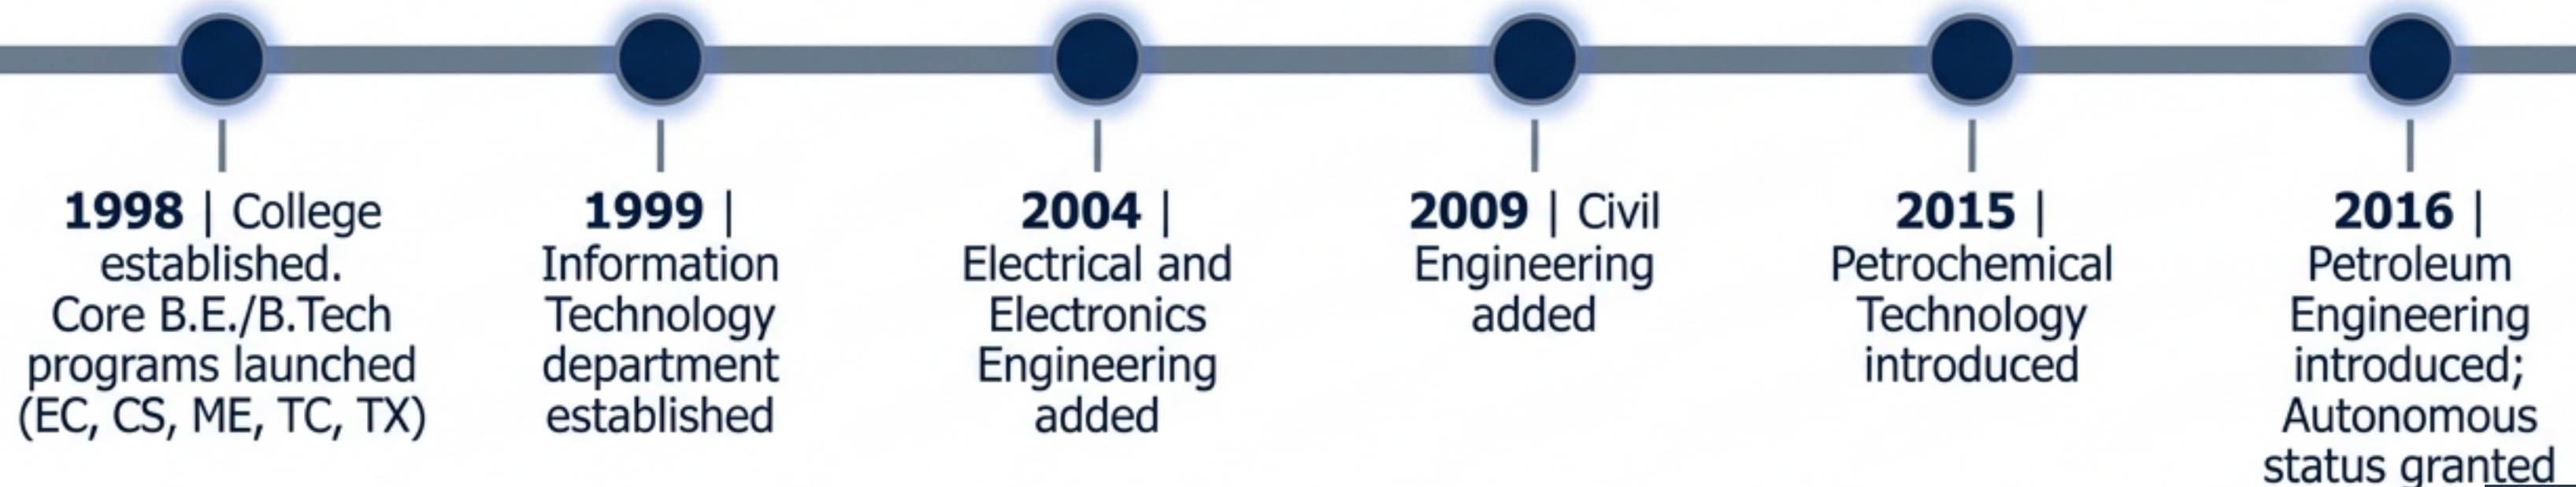 1998 | College
established.
Core B.E./B.Tech
programs launched
(EC, CS, ME, TC, TX)
1999 |
Information
Technology
department
established
2004 |
Electrical and
Electronics
Engineering
added
2009 | Civil
Engineering
added
2015 |
Petrochemical
Technology
introduced
2016 |
Petroleum
Engineering
introduced;
Autonomous
status granted